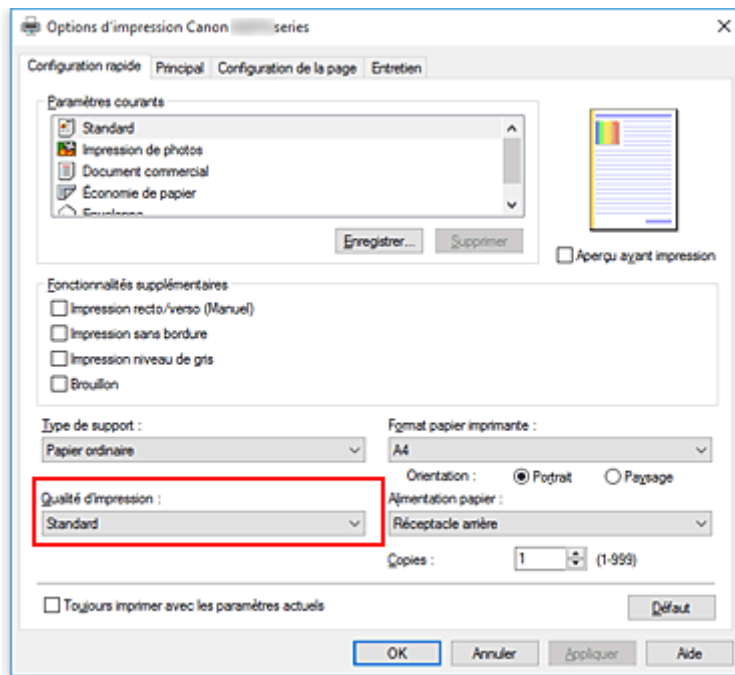 Options d'impression Canon series
Configuration rapide Principal Configuration de la page Entretien
Paramètres courants
Standard
Impression de photos
Document commercial
Économie de papier
Enregistrer... Supprimer
Aperçu avant impression
Fonctionnalités supplémentaires
Impression recto/verso (Manuel)
Impression sans bordure
Impression niveau de gris
Brouillon
Type de support : Format papier imprimante :
Papier ordinaire A4
Orientation : Portrait Paysage
Qualité d'impression : Alimentation papier :
Standard Réceptacle arrière
Copies : 1 (1-999)
Toujours imprimer avec les paramètres actuels Défaut
OK Annuler Appliquer Aide